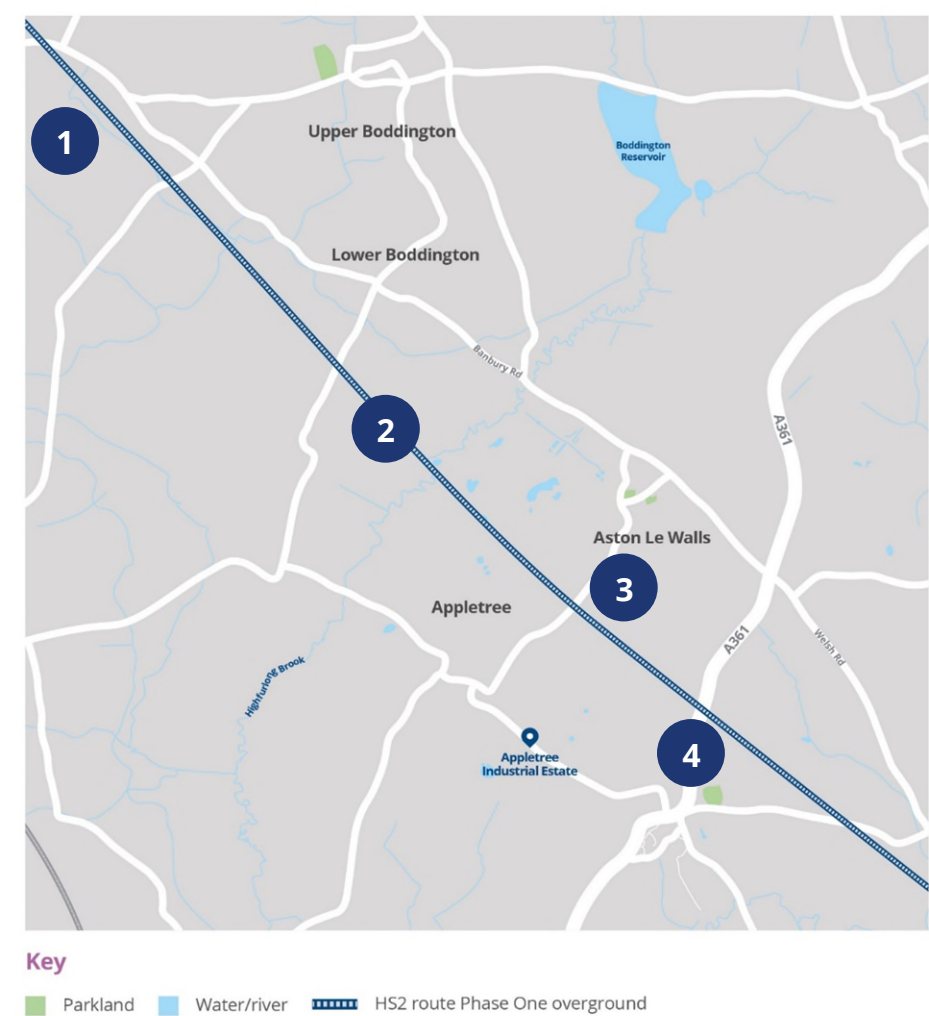 1
Upper Boddington
Boddington
Reservoir
Lower Boddington
Banbury Rd
2
A361
Aston Le Walls
3
Appletree
A361
Welsh Rd
Highfurlong Brook
4
Appletree
Industrial Estate
Key
Parkland
Water/river
HS2 route Phase One overground